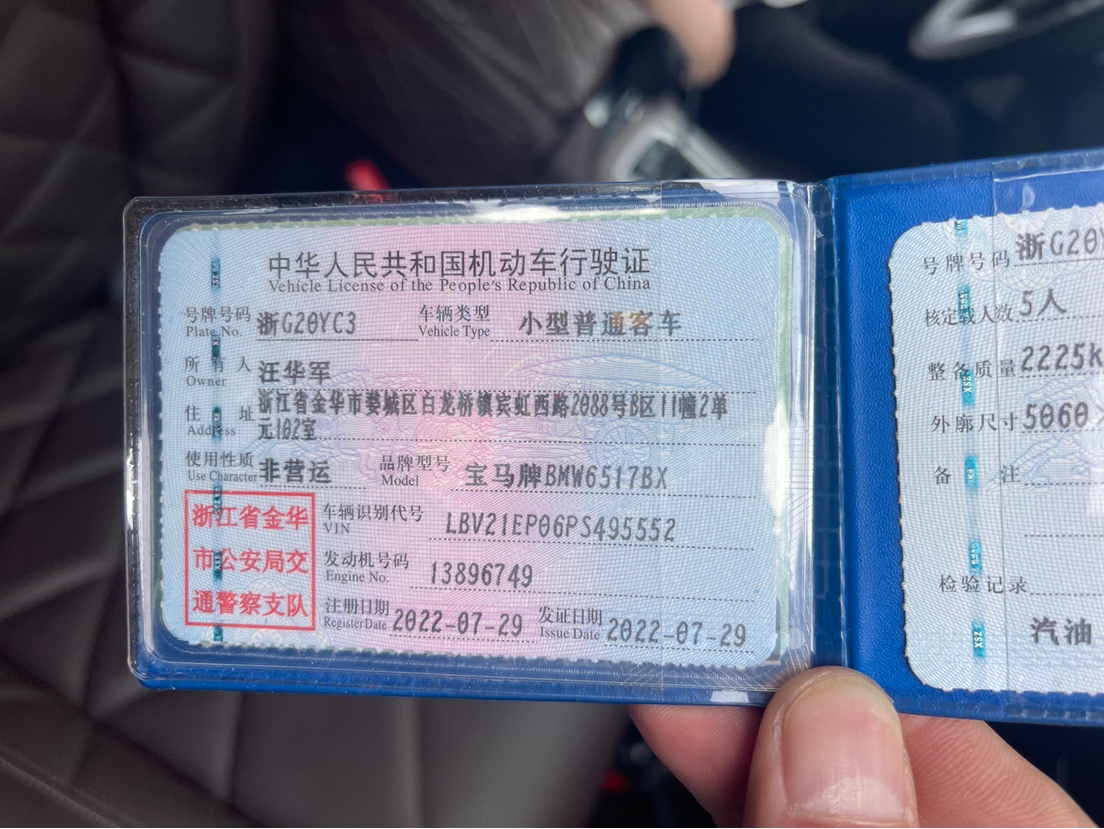 中华人民共和国机动车行驶证
Vehicle License of the People's Republic of China
号牌号码 浙G20YC3 车辆类型 小型普通客车
Plate No. Vehicle Type
所有人 汪华军
Owner
住址 浙江省金华市婺城区白龙桥镇宾虹西路2088号B区11幢2单
Address 元102室
使用性质 非营运 品牌型号 宝马牌BMW6517BX
Use Character Model
浙江省金华
市公安局交
通警察支队
车辆识别代号 LBV21EP06PS495552
VIN
发动机号码 13896749
Engine No.
注册日期 2022-07-29 发证日期 2022-07-29
Register Date Issue Date
号牌号码 浙G20Y
核定载人数 5人
整备质量 2225k
外廓尺寸 5060×
备注
检验记录
汽油